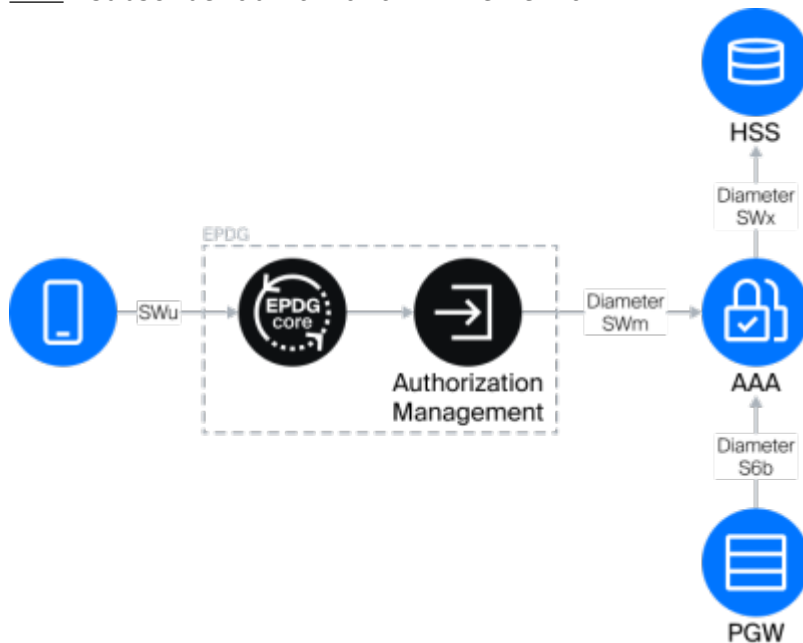 HSS
Diameter
SWx
EPDG
SWu
EPDG
core
Diameter
SWm
Authorization
Management
AAA
Diameter
S6b
PGW